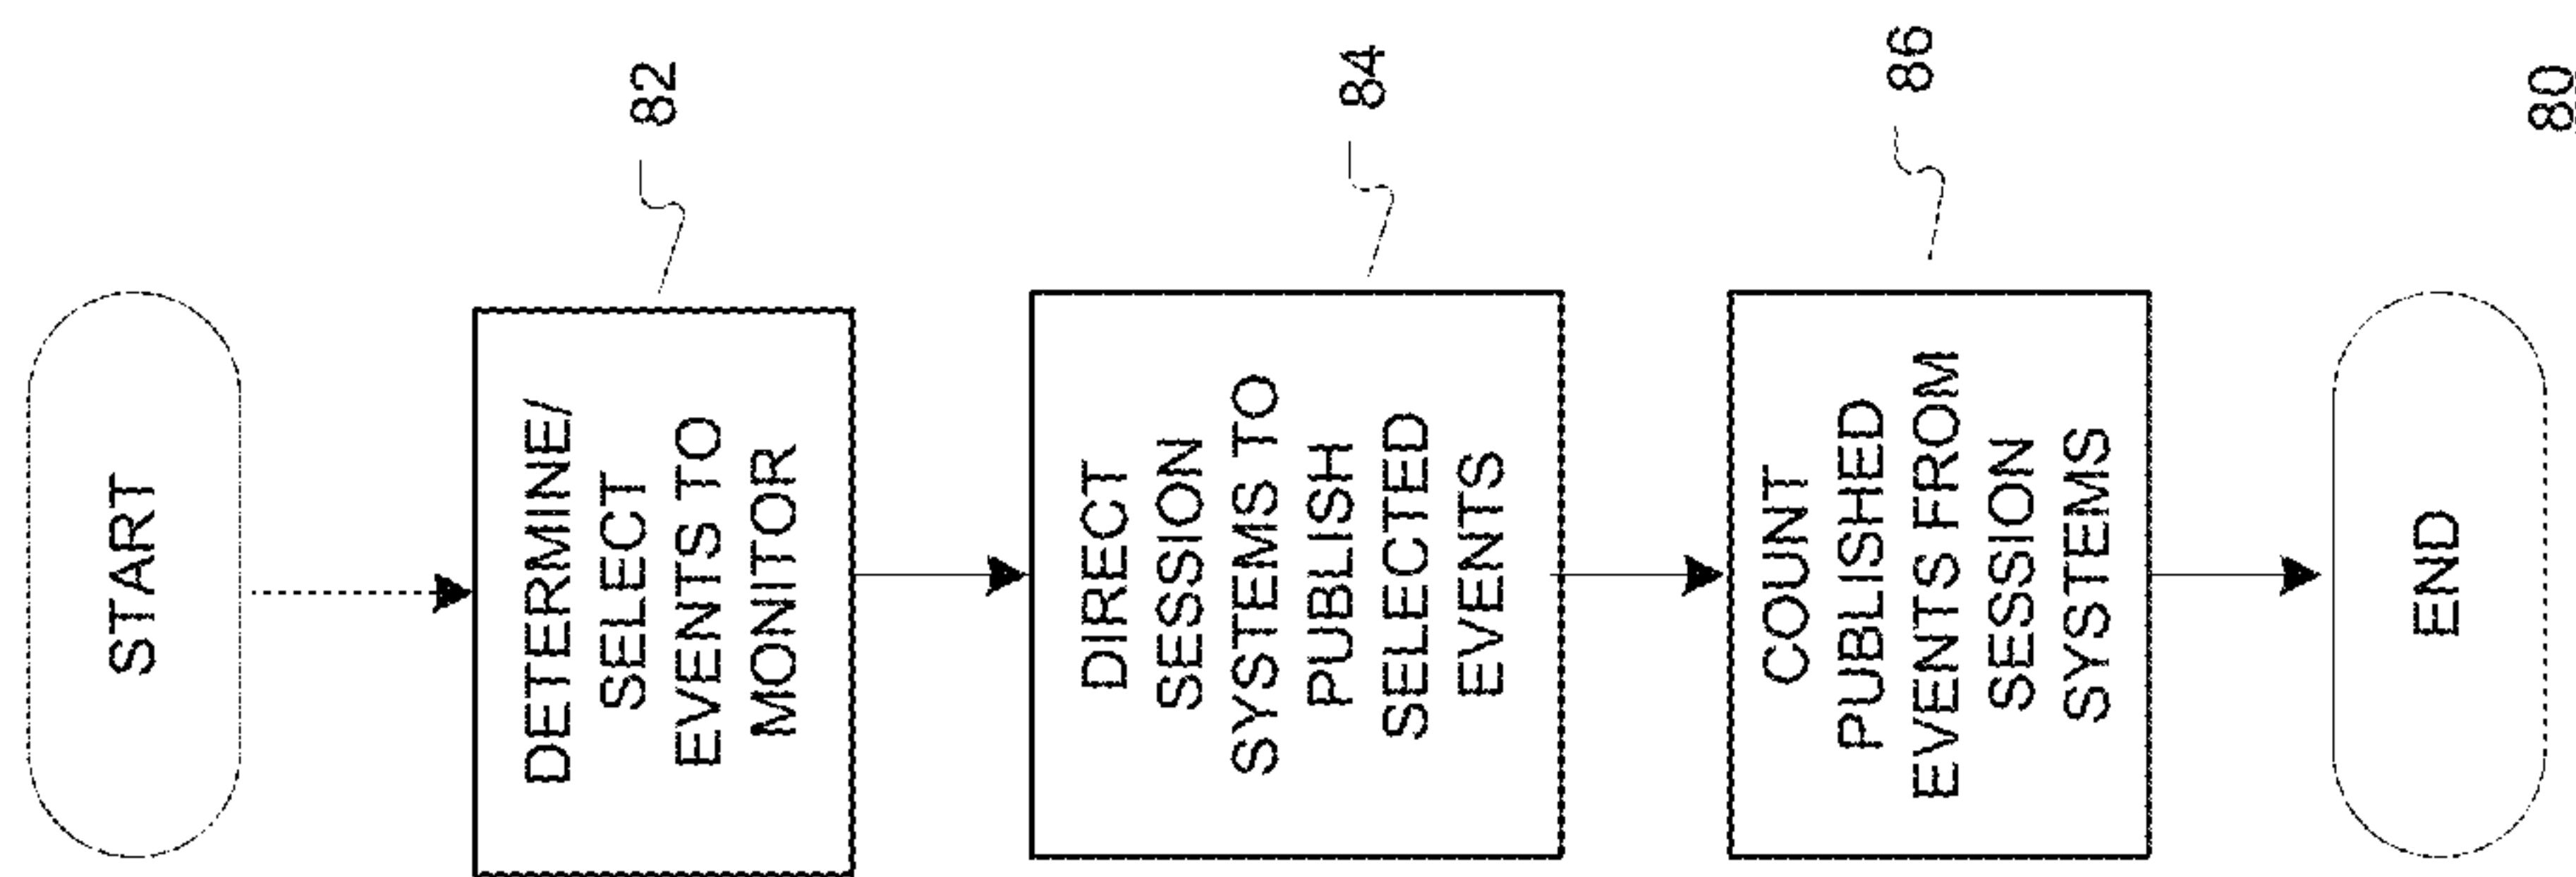 START
DETERMINE/
SELECT
EVENTS TO
MONITOR
82
DIRECT
SESSION
SYSTEMS TO
PUBLISH
SELECTED
EVENTS
84
COUNT
PUBLISHED
EVENTS FROM
SESSION
SYSTEMS
86
END
80